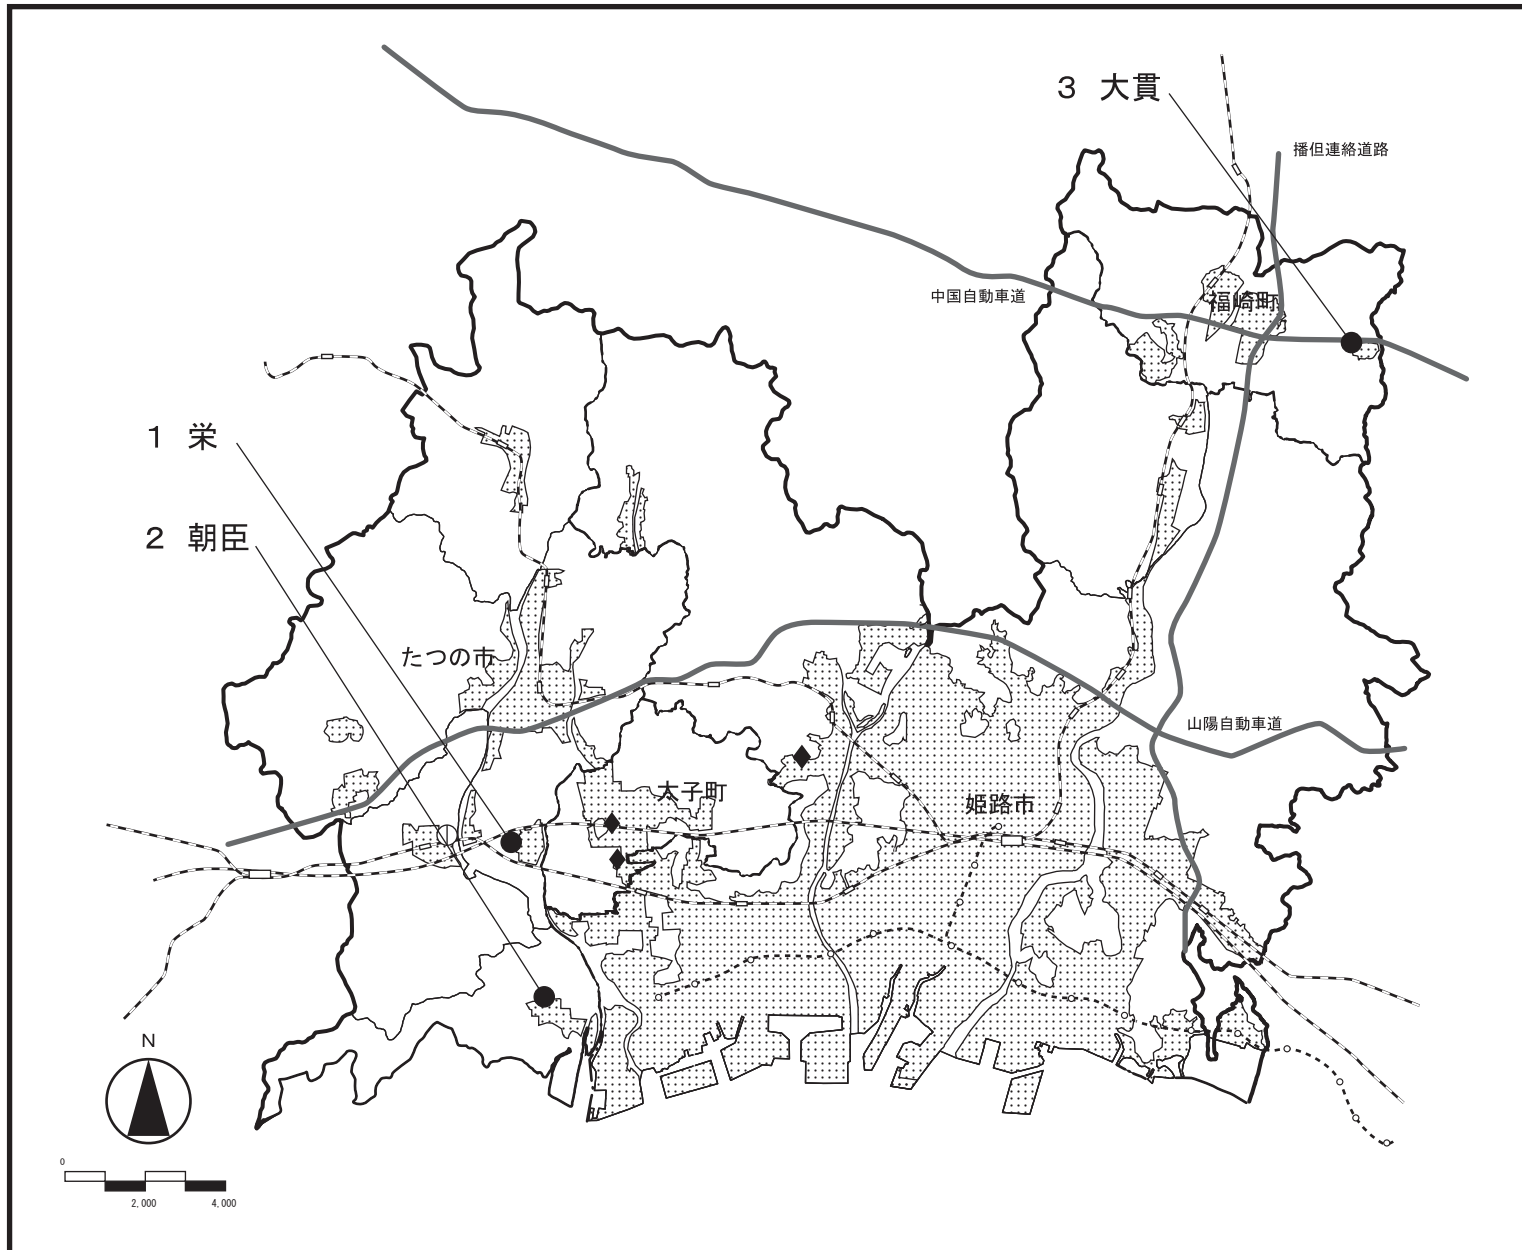 ３ 大貫
播但連絡道路
中国自動車道
福崎町
１ 栄
２ 朝臣
たつの市
山陽自動車道
太子町
姫路市
N
0
2,000
4,000